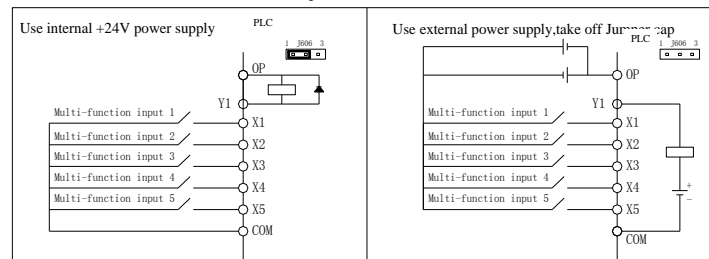 Use internal +24V power supply
PLC
1 J606 3
OP
Y1
Multi-function input 1
X1
Multi-function input 2
X2
Multi-function input 3
X3
Multi-function input 4
X4
Multi-function input 5
X5
COM
Use external power supply,take off Jumper cap
PLC
1 J606 3
OP
Y1
Multi-function input 1
X1
Multi-function input 2
X2
Multi-function input 3
X3
Multi-function input 4
X4
Multi-function input 5
X5
+
-
COM